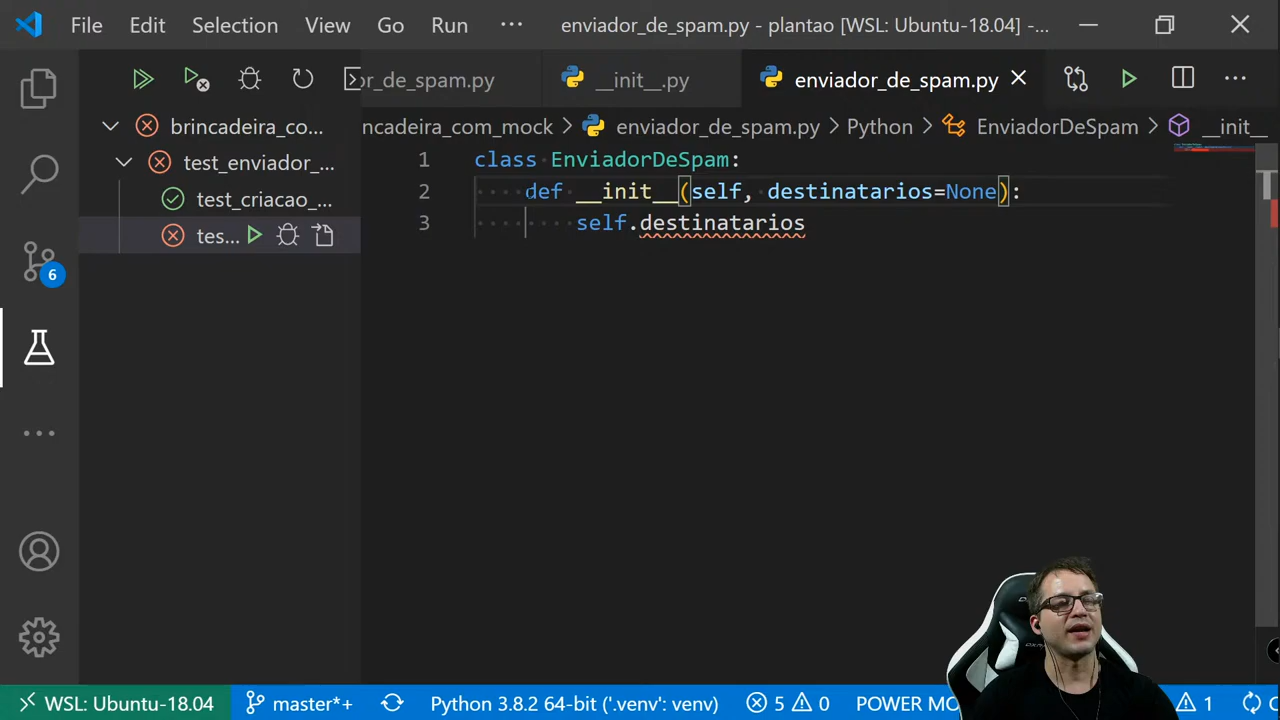 File Edit Selection View Go Run ··· enviador_de_spam.py - plantao [WSL: Ubuntu-18.04] -...
or_de_spam.py __init__.py enviador_de_spam.py
brincadeira_co...
ncadeira_com_mock > enviador_de_spam.py > Python > EnviadorDeSpam > __init__
test_enviador_...
test_criacao_...
tes...
1 class EnviadorDeSpam:
2 def __init__(self, destinatarios=None):
3 self.destinatarios
6
WSL: Ubuntu-18.04 master*+ Python 3.8.2 64-bit ('.venv': venv) 5 0 POWER MO 1